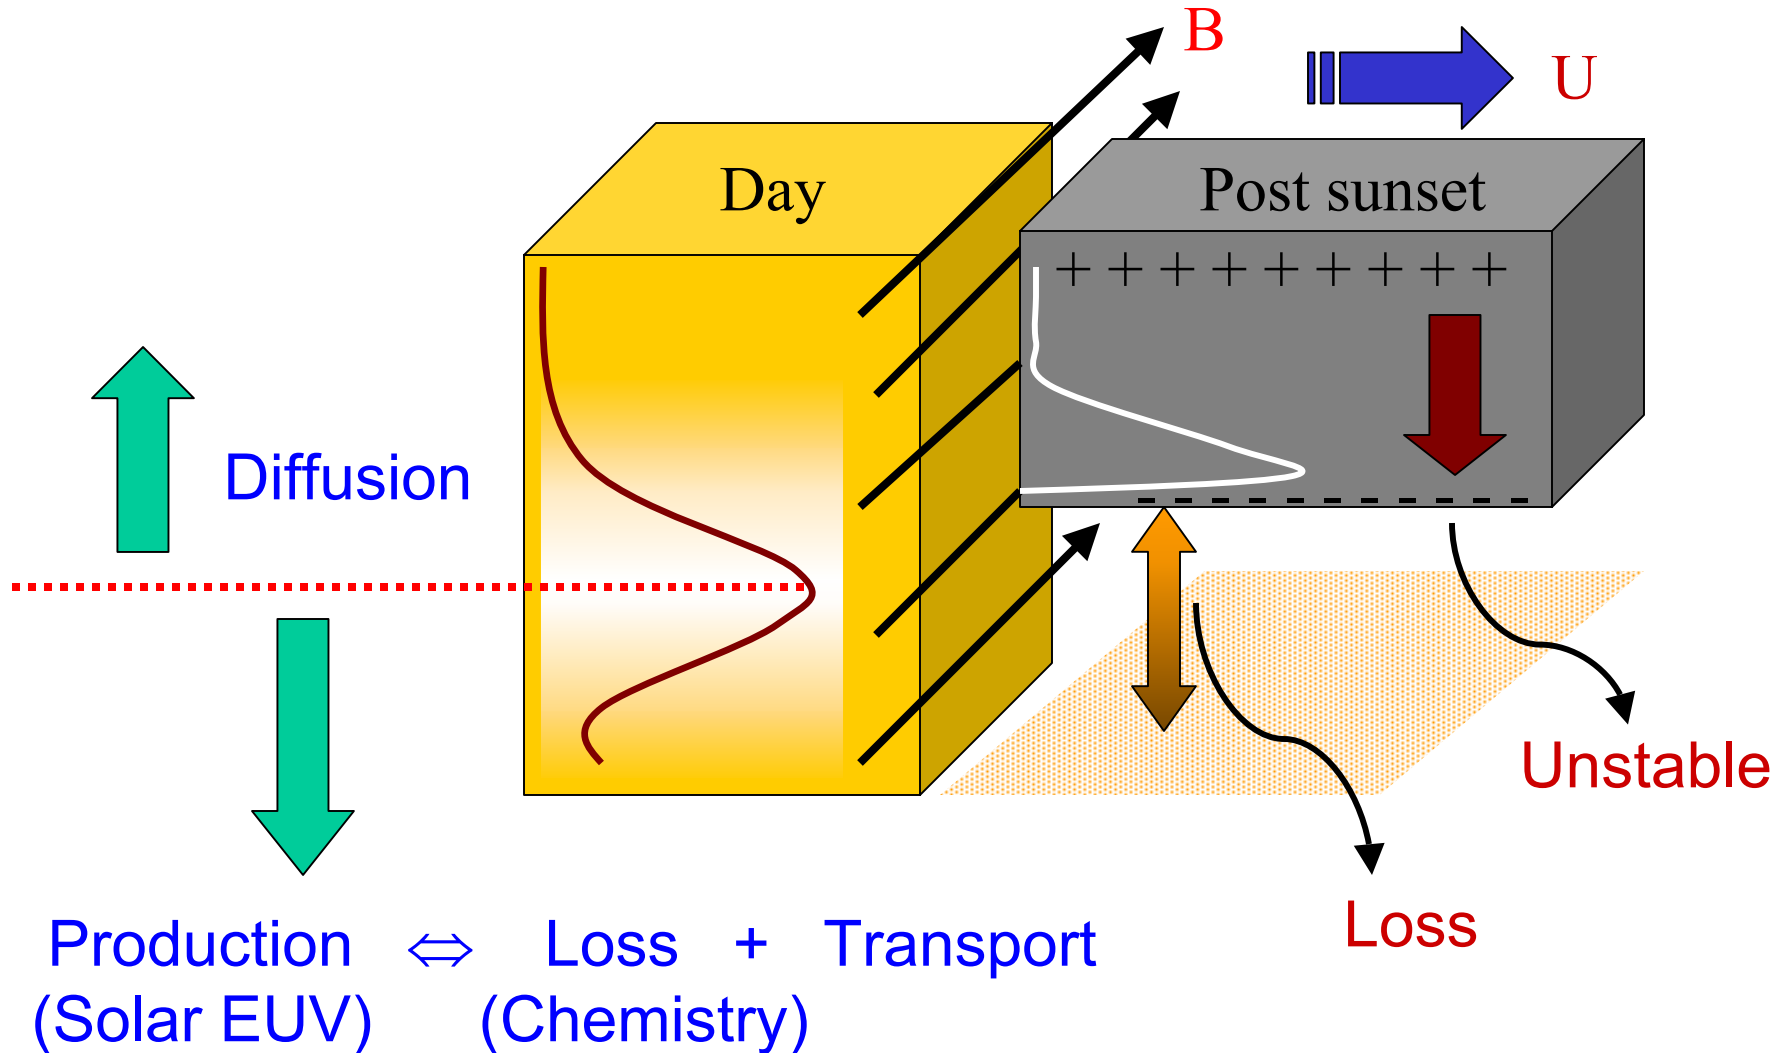 B
U
Day
Post sunset
+ + + + + + + + +
Diffusion
- - - - - - - - - - -
Unstable
Loss
Production ⇔ Loss + Transport
(Solar EUV) (Chemistry)